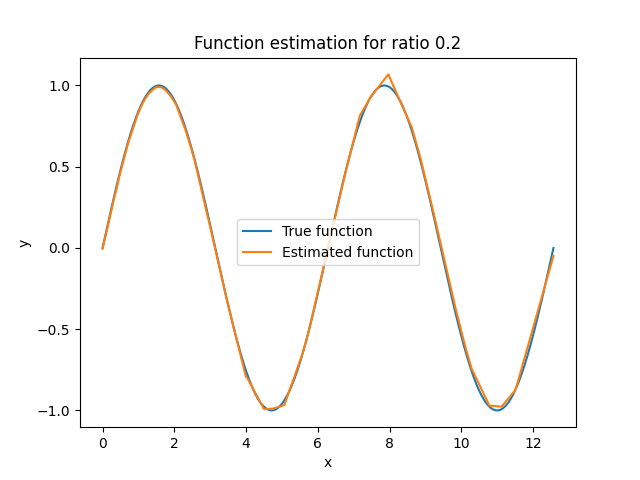 Function estimation for ratio 0.2
1.0
0.5
0.0
−0.5
−1.0
y
True function
Estimated function
0 2 4 6 8 10 12
x